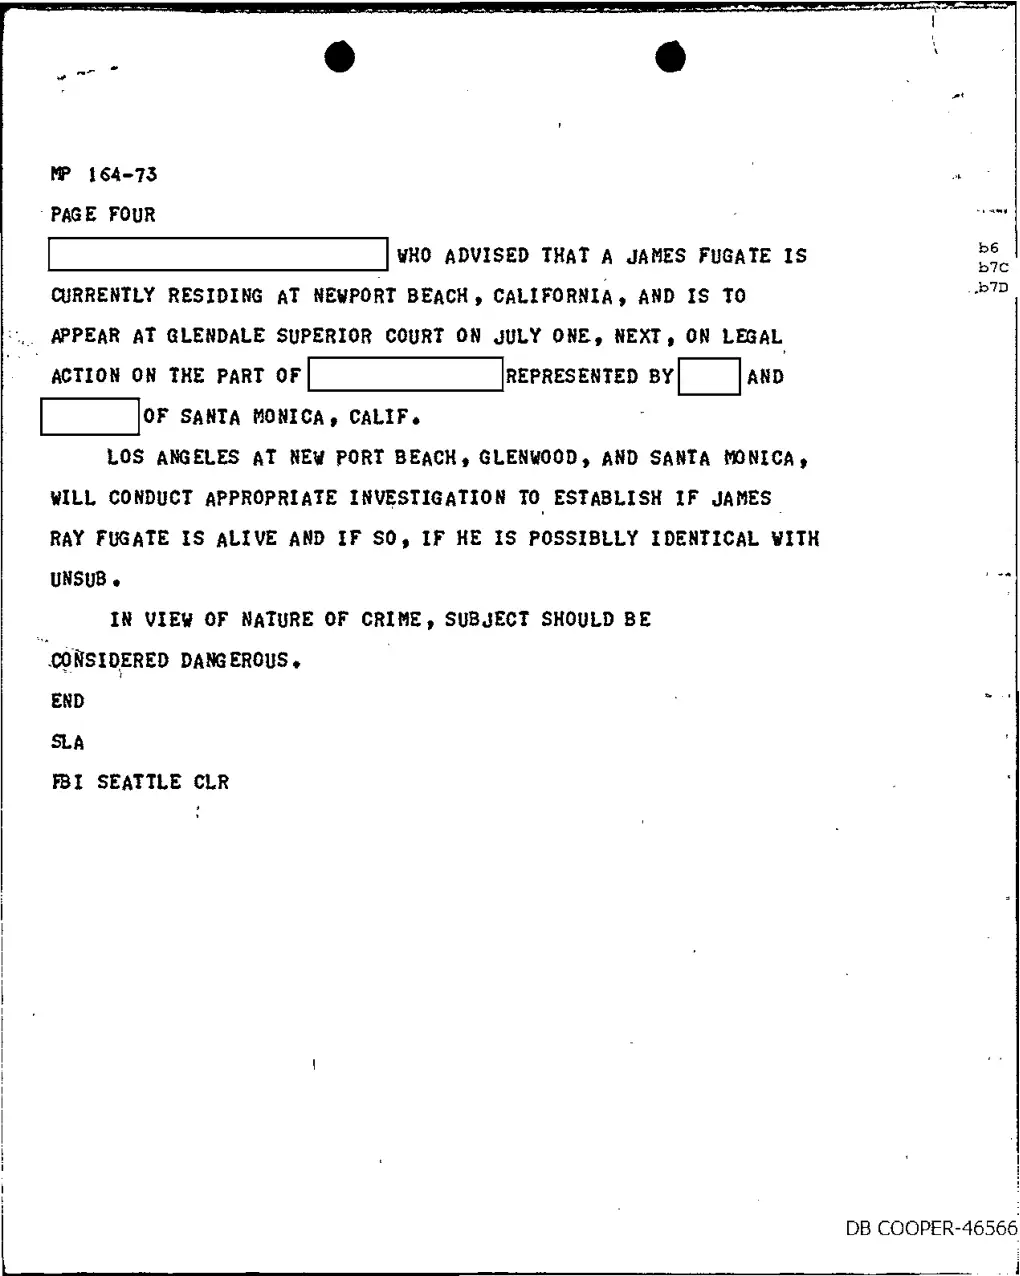 MP 164-73
PAGE FOUR
WHO ADVISED THAT A JAMES FUGATE IS
b6
b7C
b7D
CURRENTLY RESIDING AT NEWPORT BEACH, CALIFORNIA, AND IS TO
APPEAR AT GLENDALE SUPERIOR COURT ON JULY ONE, NEXT, ON LEGAL
ACTION ON THE PART OF REPRESENTED BY AND
OF SANTA MONICA, CALIF.
LOS ANGELES AT NEW PORT BEACH, GLENWOOD, AND SANTA MONICA,
WILL CONDUCT APPROPRIATE INVESTIGATION TO ESTABLISH IF JAMES
RAY FUGATE IS ALIVE AND IF SO, IF HE IS POSSIBLLY IDENTICAL WITH
UNSUB.
IN VIEW OF NATURE OF CRIME, SUBJECT SHOULD BE
CONSIDERED DANGEROUS.
END
SLA
FBI SEATTLE CLR
DB COOPER-46566